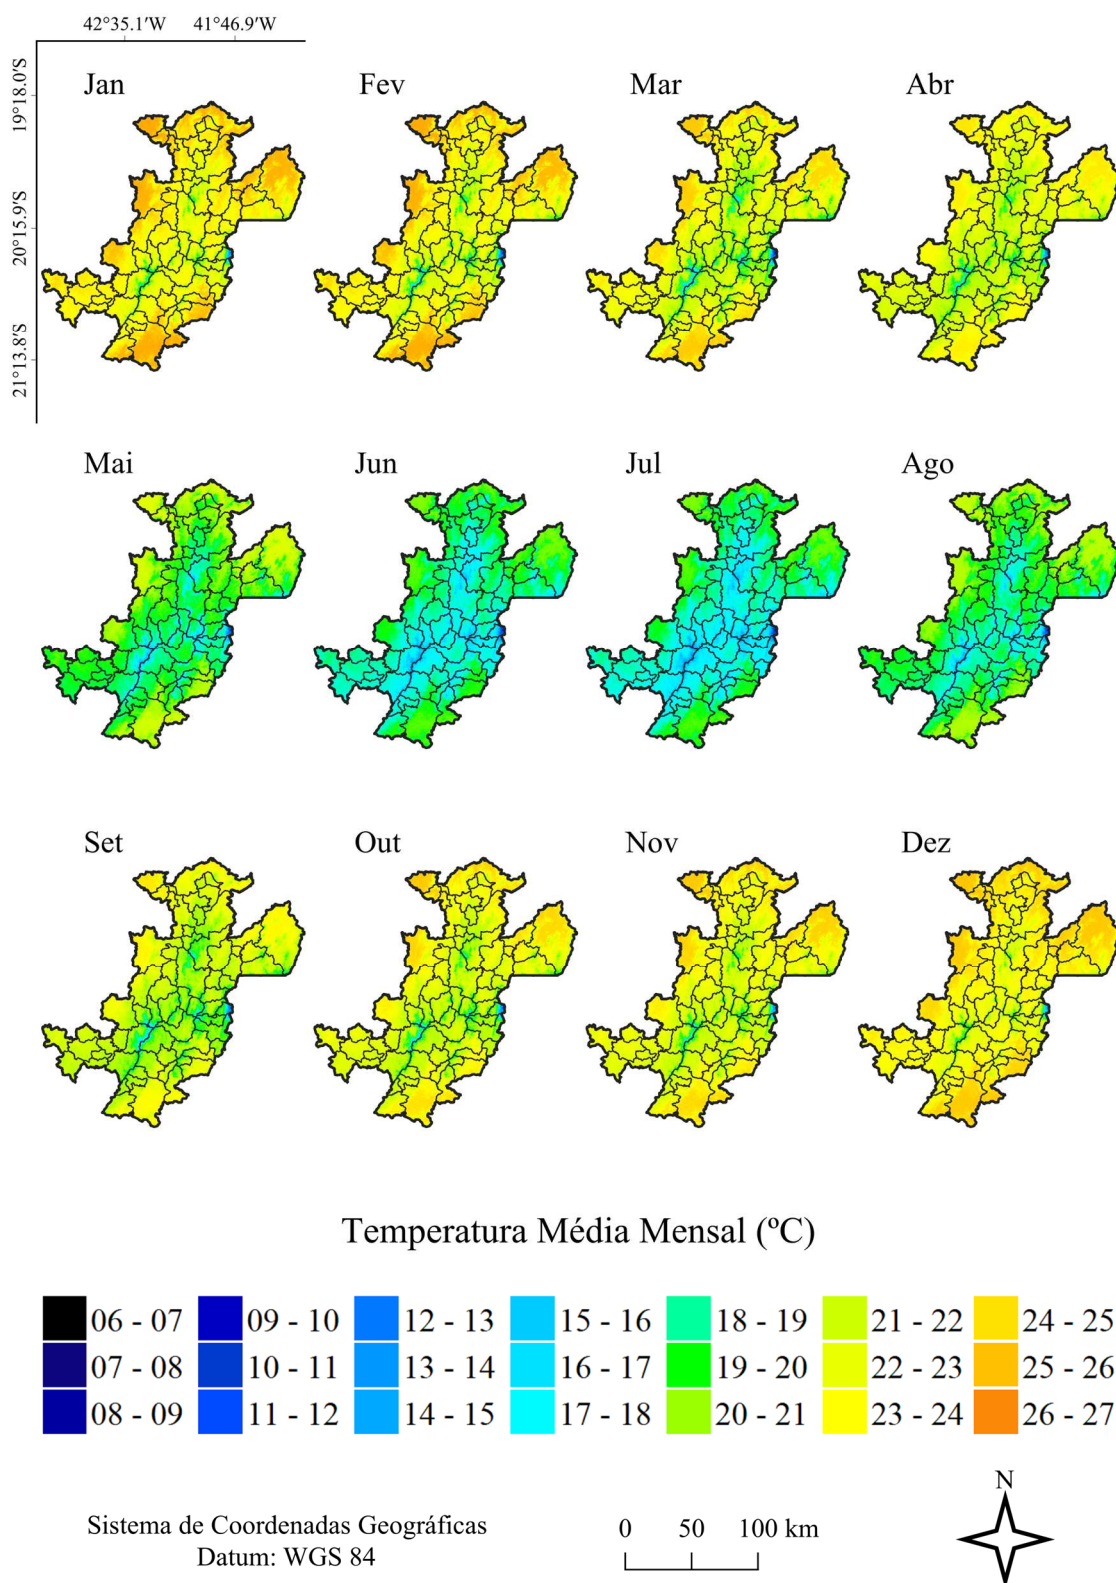 42°35.1'W 41°46.9'W
19°18.0'S
20°15.9'S
21°13.8'S
Jan Fev Mar Abr
Mai Jun Jul Ago
Set Out Nov Dez
Temperatura Média Mensal (ºC)
06 - 07 09 - 10 12 - 13 15 - 16 18 - 19 21 - 22 24 - 25
07 - 08 10 - 11 13 - 14 16 - 17 19 - 20 22 - 23 25 - 26
08 - 09 11 - 12 14 - 15 17 - 18 20 - 21 23 - 24 26 - 27
Sistema de Coordenadas Geográficas
Datum: WGS 84
0 50 100 km
N